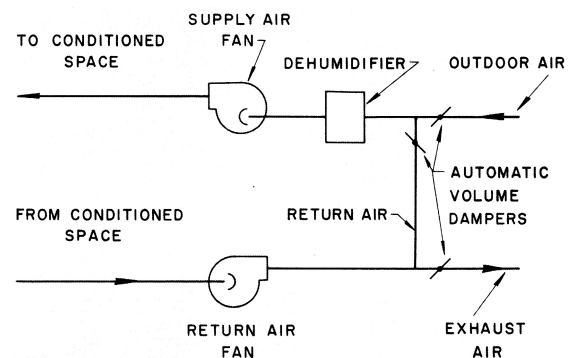 SUPPLY AIR
FAN
TO CONDITIONED
SPACE
DEHUMIDIFIER
OUTDOOR AIR
AUTOMATIC
VOLUME
DAMPERS
RETURN AIR
FROM CONDITIONED
SPACE
RETURN AIR
FAN
EXHAUST
AIR